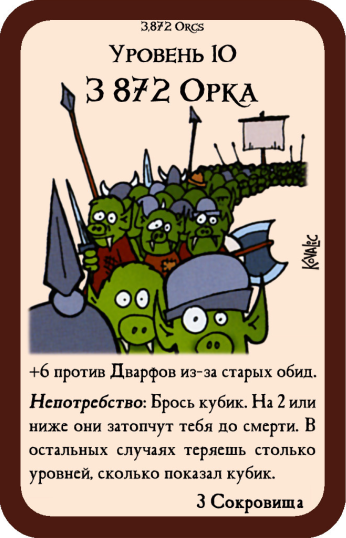 3,872 Orcs
Уровень 10
3 872 Орка
Kovalic
+6 против Дварфов из-за старых обид.
Непотребство: Брось кубик. На 2 или
ниже они затопчут тебя до смерти. В
остальных случаях теряешь столько
уровней, сколько показал кубик.
3 Сокровища